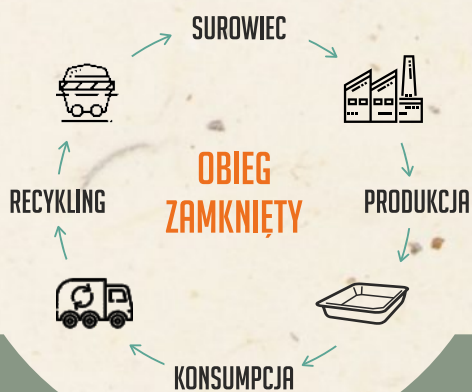 SUROWIEC
OBIEG
ZAMKNIĘTY
RECYKLING
PRODUKCJA
KONSUMPCJA